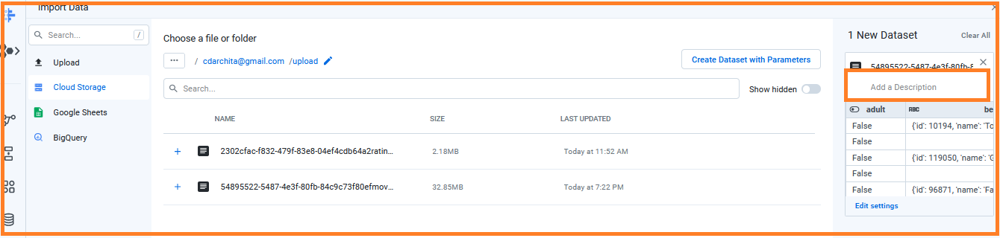 Import Data
Search... /
Upload
Cloud Storage
Google Sheets
BigQuery
Choose a file or folder
... / cdarchita@gmail.com /upload
Create Dataset with Parameters
Search...
Show hidden
NAME SIZE LAST UPDATED
+ 2302cfac-f832-479f-83e8-04ef4cdb64a2ratin... 2.18MB Today at 11:52 AM
+ 54895522-5487-4e3f-80fb-84c9c73f80efmov... 32.85MB Today at 7:22 PM
1 New Dataset Clear All
54895522-5487-4e3f-80fb-8
Add a Description
adult ABC be
False {'id': 10194, 'name': 'To
False
False {'id': 119050, 'name': 'G
False
False {'id': 96871, 'name': 'Fa
Edit settings